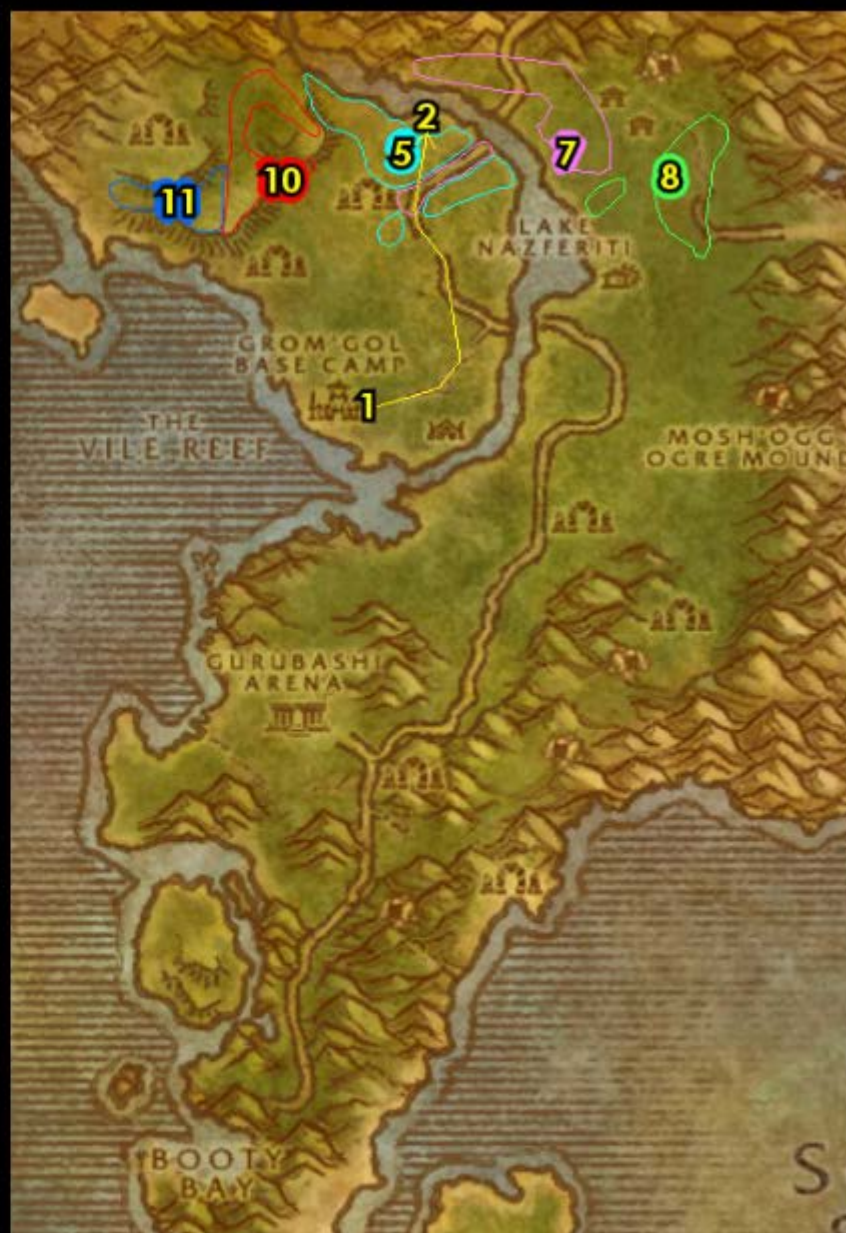 2
5
7
8
10
11
LAKE
NAZFERITI
GROM'GOL
BASE CAMP
1
THE
VILE REEF
MOSH'OGG
OGRE MOUND
GURUBASHI
ARENA
BOOTY
BAY
S